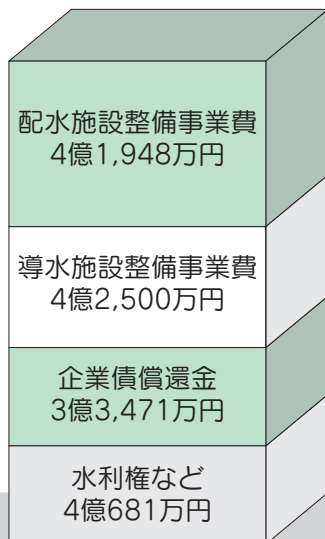 配水施設整備事業費
4億1,948万円
導水施設整備事業費
4億2,500万円
企業債償還金
3億3,471万円
水利権など
4億681万円